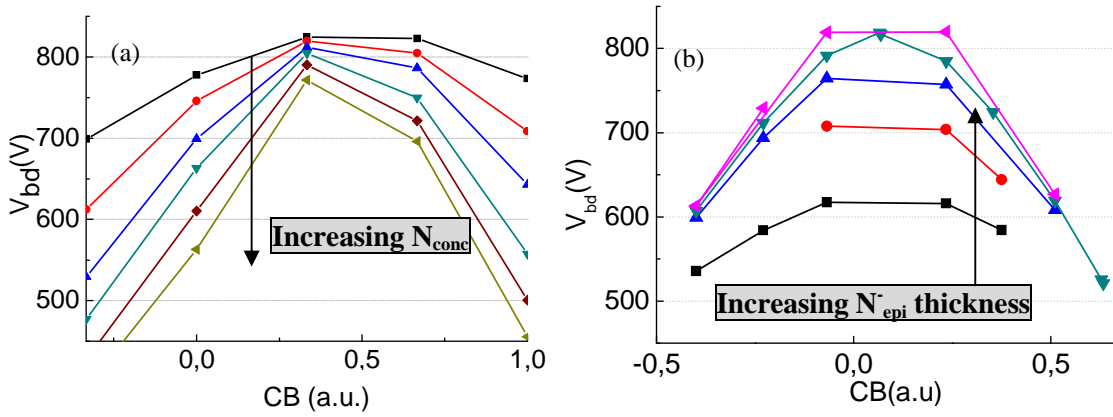 (a)
V_bd(V)
800
700
600
500
0,0
0,5
1,0
CB (a.u.)
Increasing N_conc
(b)
V_bd(V)
800
700
600
500
-0,5
0,0
0,5
CB(a.u)
Increasing N^-_epi thickness